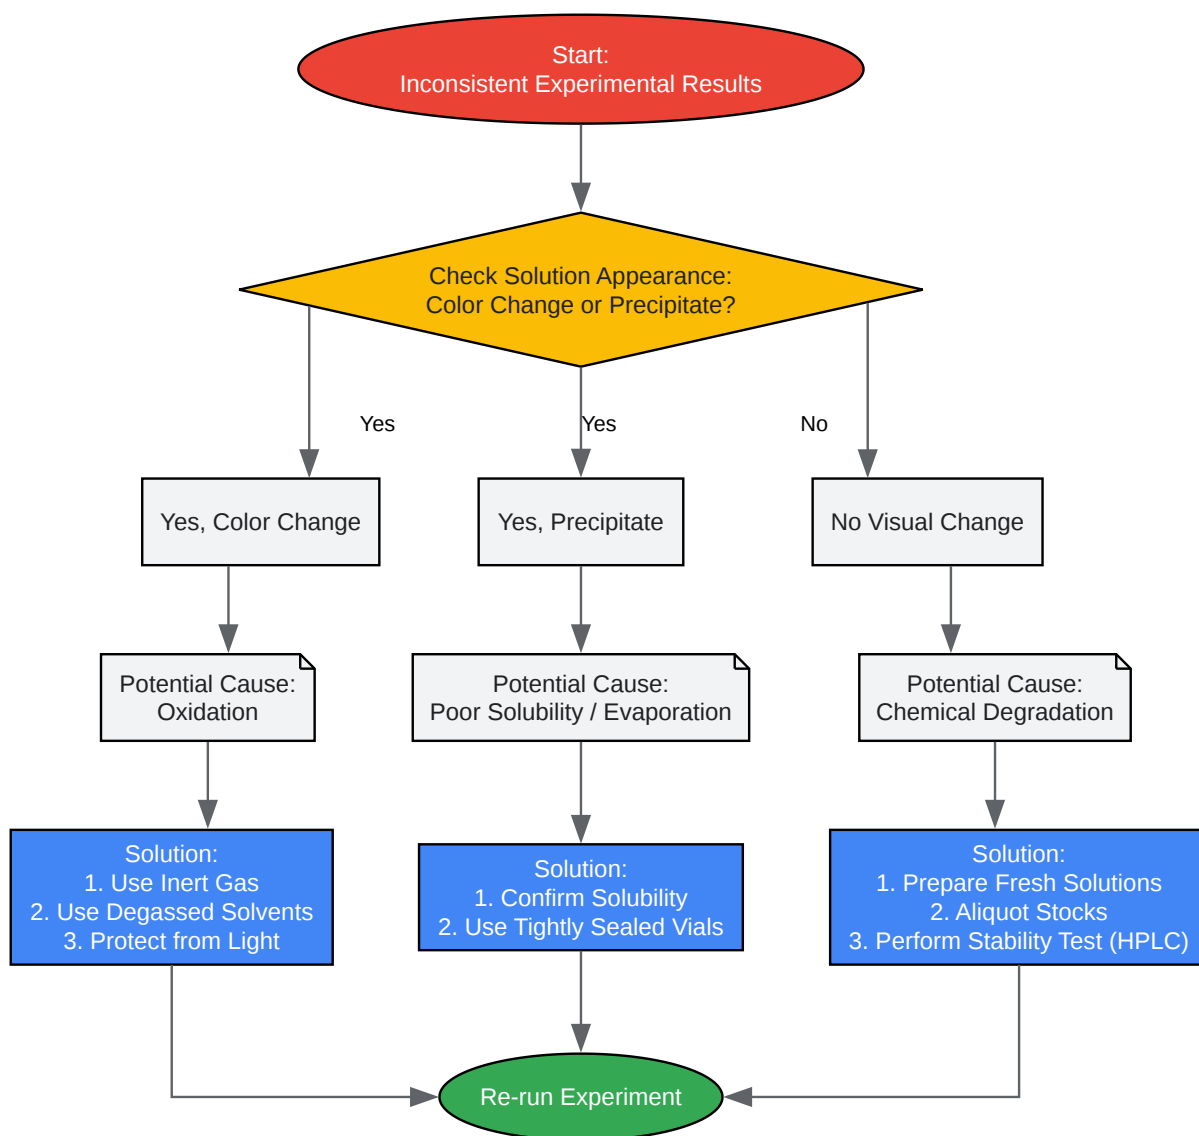 Start:
Inconsistent Experimental Results
Check Solution Appearance:
Color Change or Precipitate?
Yes
Yes
No
Yes, Color Change
Yes, Precipitate
No Visual Change
Potential Cause:
Oxidation
Potential Cause:
Poor Solubility / Evaporation
Potential Cause:
Chemical Degradation
Solution:
1. Use Inert Gas
2. Use Degassed Solvents
3. Protect from Light
Solution:
1. Confirm Solubility
2. Use Tightly Sealed Vials
Solution:
1. Prepare Fresh Solutions
2. Aliquot Stocks
3. Perform Stability Test (HPLC)
Re-run Experiment